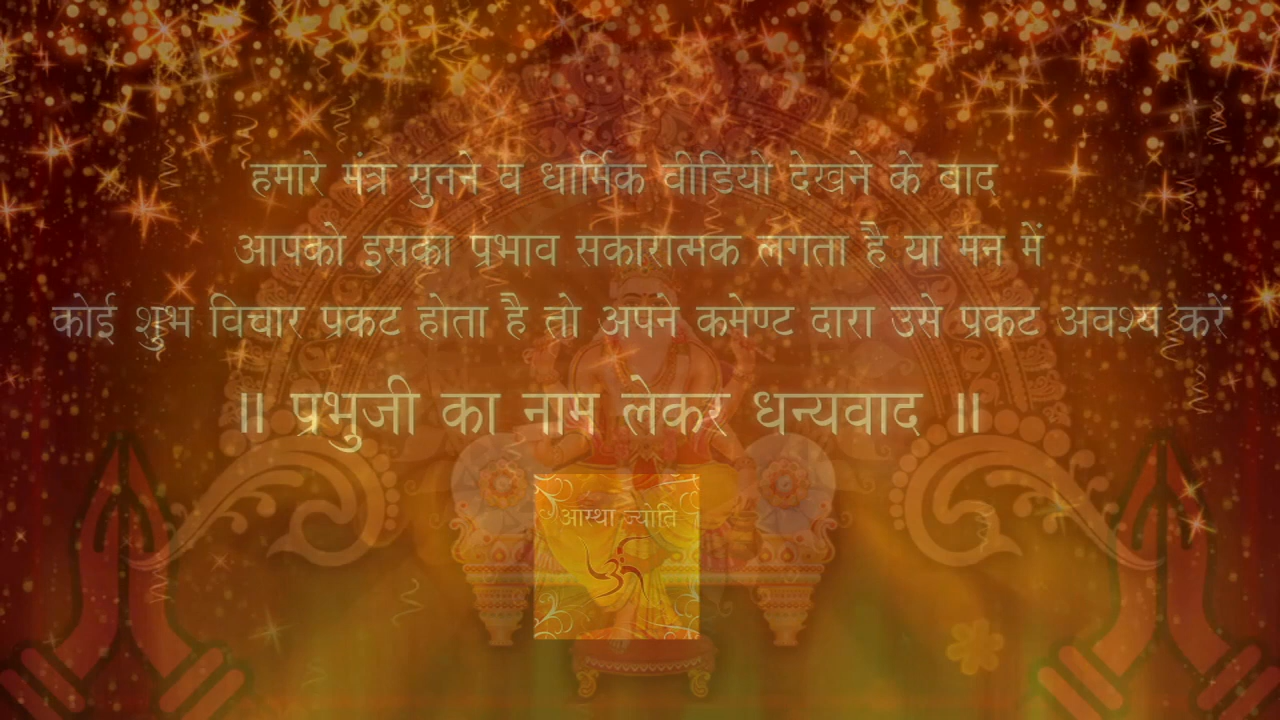 हमारे मंत्र सुनने व धार्मिक वीडियो देखने के वाद
आपको इसका प्रभाव सकारात्मक लगता है या मन में
कोई शुभ विचार प्रकट होता है तो अपने कमेण्ट दारा उसे प्रकट अवश्य करें
॥ प्रभुजी का नाम लेकर धन्यवाद ॥
आस्था ज्योति
ॐ